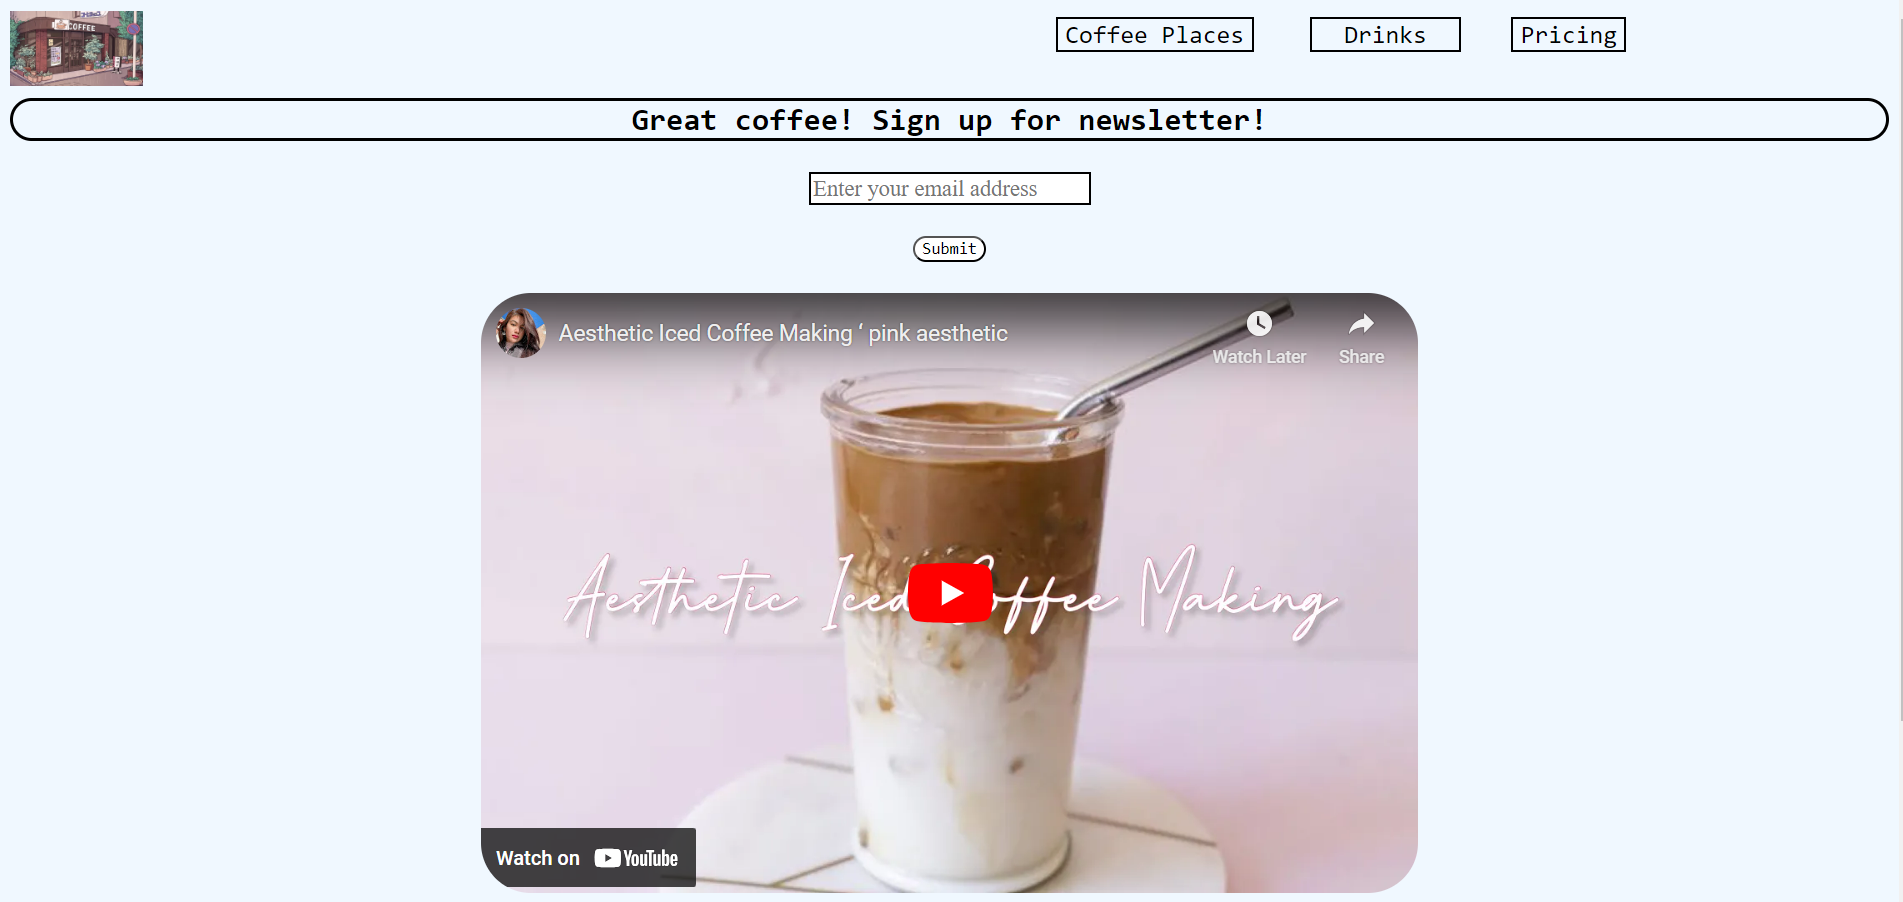 COFFEE
Coffee Places
Drinks
Pricing
Great coffee! Sign up for newsletter!
Enter your email address
Submit
Aesthetic Iced Coffee Making ‘ pink aesthetic
Watch Later
Share
Aesthetic Iced Coffee Making
Watch on YouTube